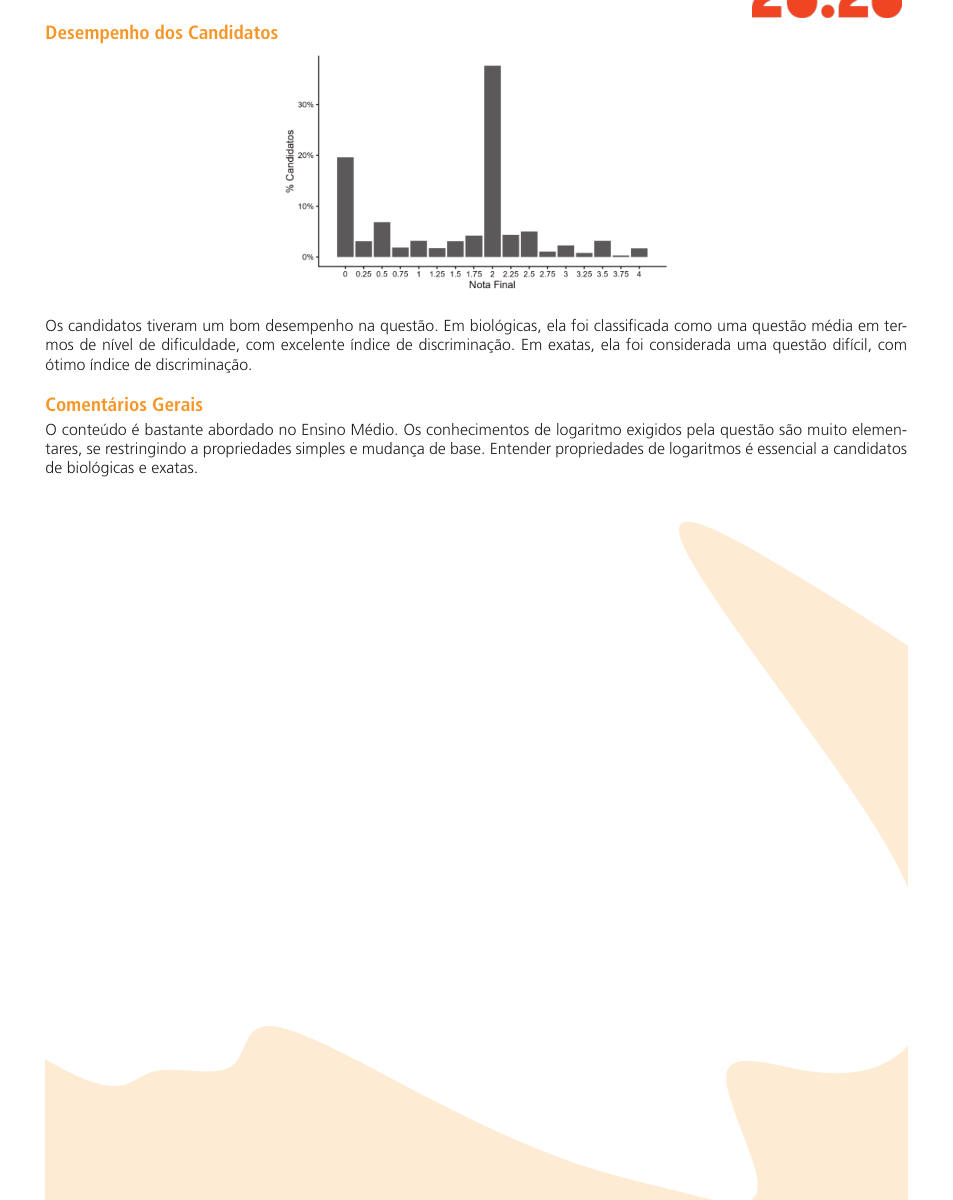 Desempenho dos Candidatos
30%
20%
10%
0%
% Candidatos
0 0.25 0.5 0.75 1 1.25 1.5 1.75 2 2.25 2.5 2.75 3 3.25 3.5 3.75 4
Nota Final
Os candidatos tiveram um bom desempenho na questão. Em biológicas, ela foi classificada como uma questão média em ter-
mos de nível de dificuldade, com excelente índice de discriminação. Em exatas, ela foi considerada uma questão difícil, com
ótimo índice de discriminação.
Comentários Gerais
O conteúdo é bastante abordado no Ensino Médio. Os conhecimentos de logaritmo exigidos pela questão são muito elemen-
tares, se restringindo a propriedades simples e mudança de base. Entender propriedades de logaritmos é essencial a candidatos
de biológicas e exatas.